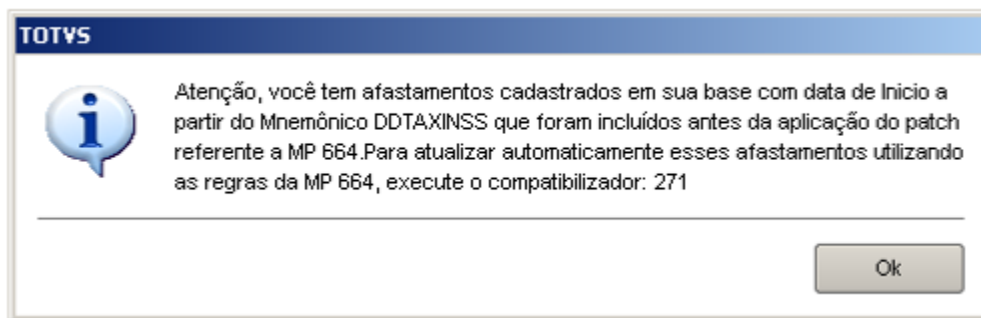 TOTVS
Atenção, você tem afastamentos cadastrados em sua base com data de Inicio a
partir do Mnemônico DDTAXINSS que foram incluídos antes da aplicação do patch
referente a MP 664.Para atualizar automaticamente esses afastamentos utilizando
as regras da MP 664, execute o compatibilizador: 271
Ok